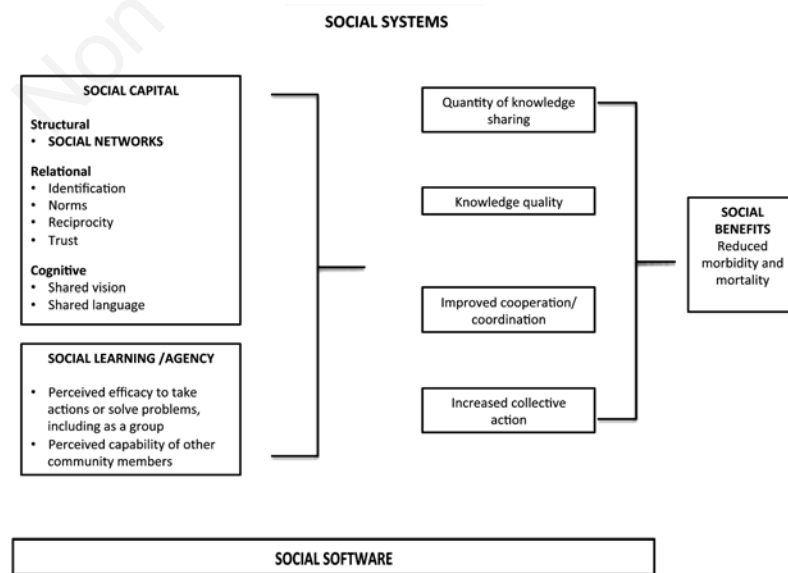 Non
SOCIAL SYSTEMS
SOCIAL CAPITAL
Structural
• SOCIAL NETWORKS
Relational
• Identification
• Norms
• Reciprocity
• Trust
Cognitive
• Shared vision
• Shared language
SOCIAL LEARNING /AGENCY
• Perceived efficacy to take
actions or solve problems,
including as a group
• Perceived capability of other
community members
Quantity of knowledge
sharing
Knowledge quality
Improved cooperation/
coordination
Increased collective
action
SOCIAL
BENEFITS
Reduced
morbidity and
mortality
SOCIAL SOFTWARE